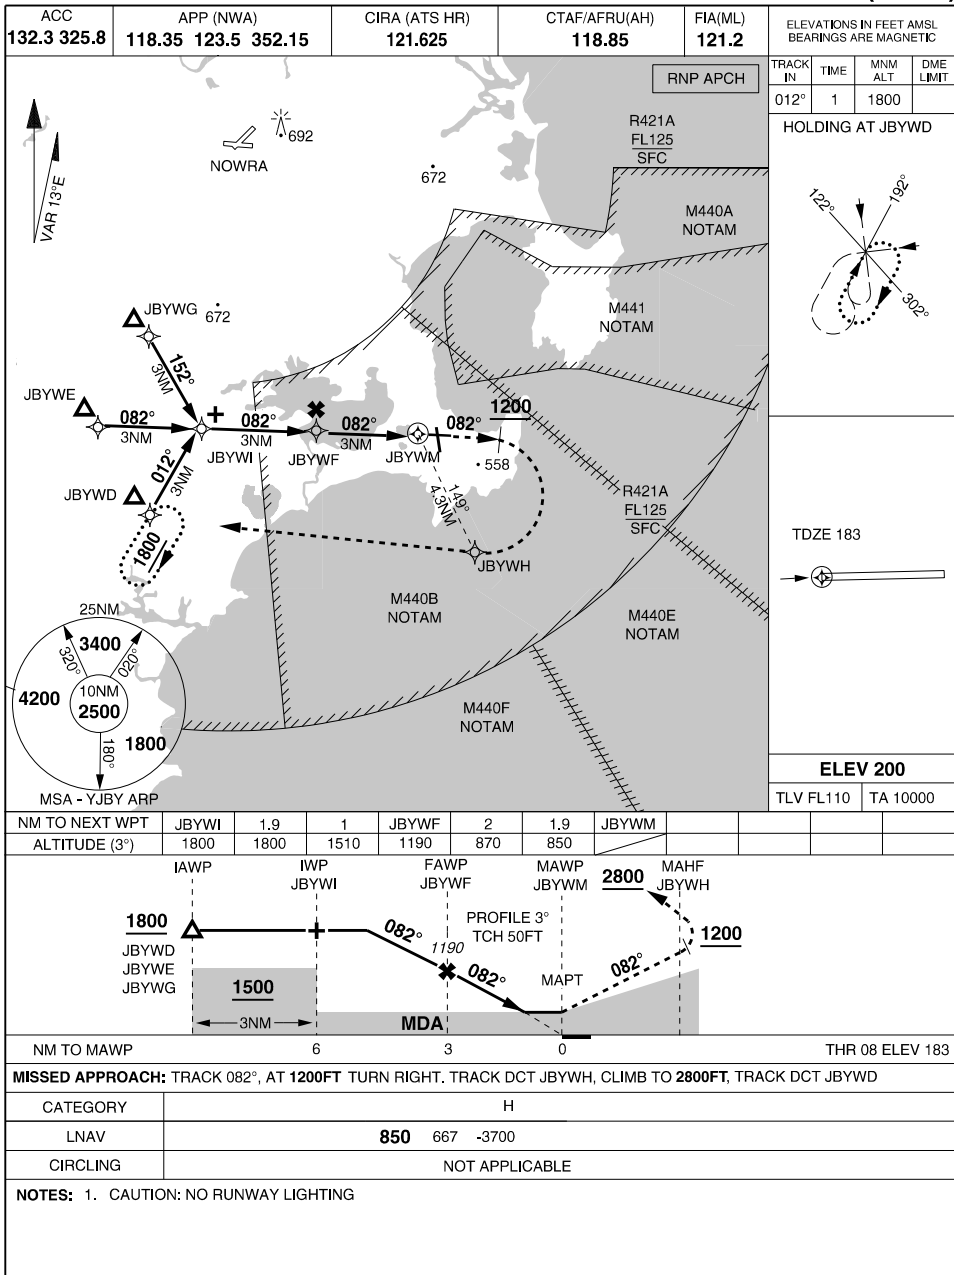 ACC
132.3 325.8
APP (NWA)
118.35 123.5 352.15
CIRA (ATS HR)
121.625
CTAF/AFRU(AH)
118.85
FIA(ML)
121.2
ELEVATIONS IN FEET AMSL
BEARINGS ARE MAGNETIC
TRACK IN
TIME
MNM ALT
DME LIMIT
012°
1
1800
HOLDING AT JBYWD
122°
192°
302°
RNP APCH
VAR 13°E
NOWRA
692
672
R421A
FL125
SFC
M440A
NOTAM
M441
NOTAM
JBYWG
672
152°
3NM
JBYWE
082°
3NM
JBYWI
082°
3NM
JBYWF
082°
3NM
JBYWM
082°
1200
558
012°
3NM
JBYWD
1800
149°
4.3NM
JBYWH
R421A
FL125
SFC
M440B
NOTAM
M440E
NOTAM
M440F
NOTAM
25NM
3400
320°
020°
4200
10NM
2500
1800
180°
MSA - YJBY ARP
TDZE 183
ELEV 200
TLV FL110
TA 10000
NM TO NEXT WPT JBYWI 1.9 1 JBYWF 2 1.9 JBYWM
ALTITUDE (3°) 1800 1800 1510 1190 870 850
IAWP
IWP
JBYWI
FAWP
JBYWF
MAWP
JBYWM
MAHF
JBYWH
2800
1800
JBYWD
JBYWE
JBYWG
082°
1190
PROFILE 3°
TCH 50FT
082°
MAPT
082°
1200
1500
3NM
MDA
NM TO MAWP 6 3 0 THR 08 ELEV 183
MISSED APPROACH: TRACK 082°, AT 1200FT TURN RIGHT. TRACK DCT JBYWH, CLIMB TO 2800FT, TRACK DCT JBYWD
CATEGORY H
LNAV 850 667 -3700
CIRCLING NOT APPLICABLE
NOTES: 1. CAUTION: NO RUNWAY LIGHTING